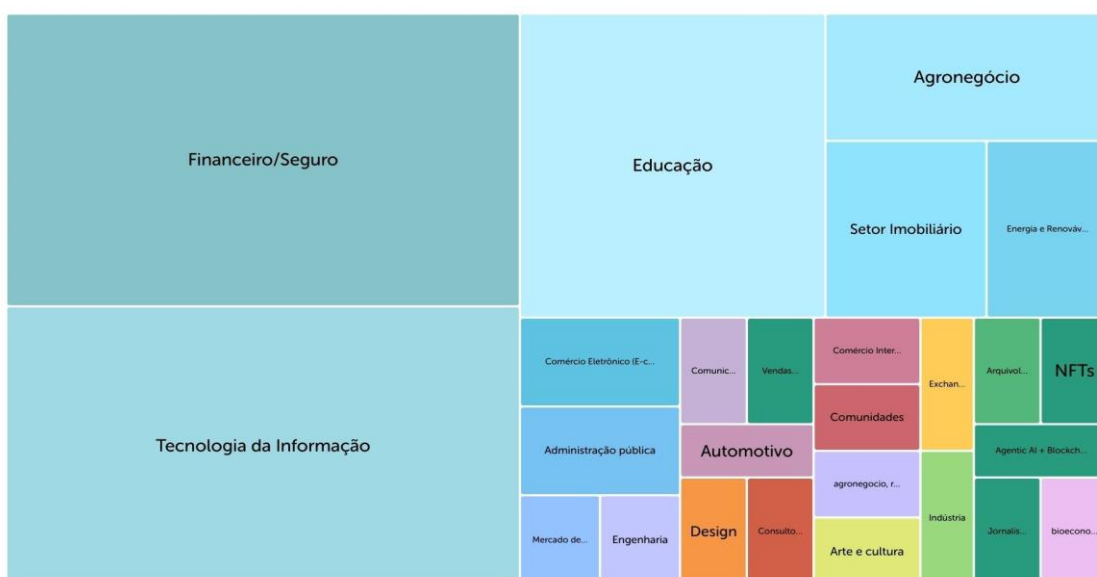 Financeiro/Seguro
Tecnologia da Informação
Educação
Agronegócio
Setor Imobiliário
Energia e Renováv...
Comércio Eletrônico (E-c...
Administração pública
Mercado de...
Engenharia
Comunic...
Vendas...
Automotivo
Design
Consulto...
Comércio Inter...
Comunidades
agronegocio, r...
Arte e cultura
Exchan...
Indústria
Arquivol...
NFTs
Agentic AI + Blockch...
Jornalis...
bioecono...